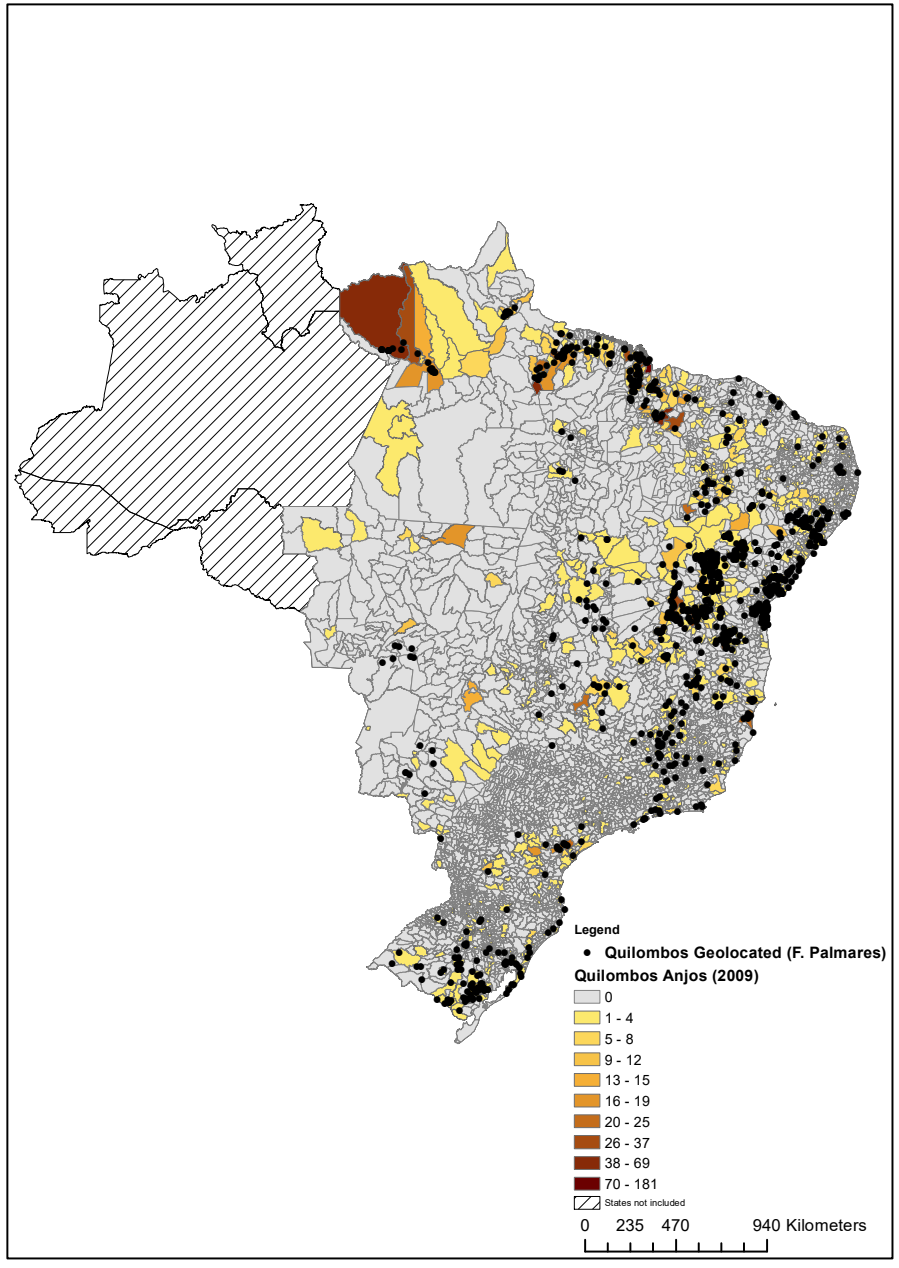 Legend
Quilombos Geolocated (F. Palmares)
Quilombos Anjos (2009)
0
1 - 4
5 - 8
9 - 12
13 - 15
16 - 19
20 - 25
26 - 37
38 - 69
70 - 181
States not included
0 235 470 940 Kilometers